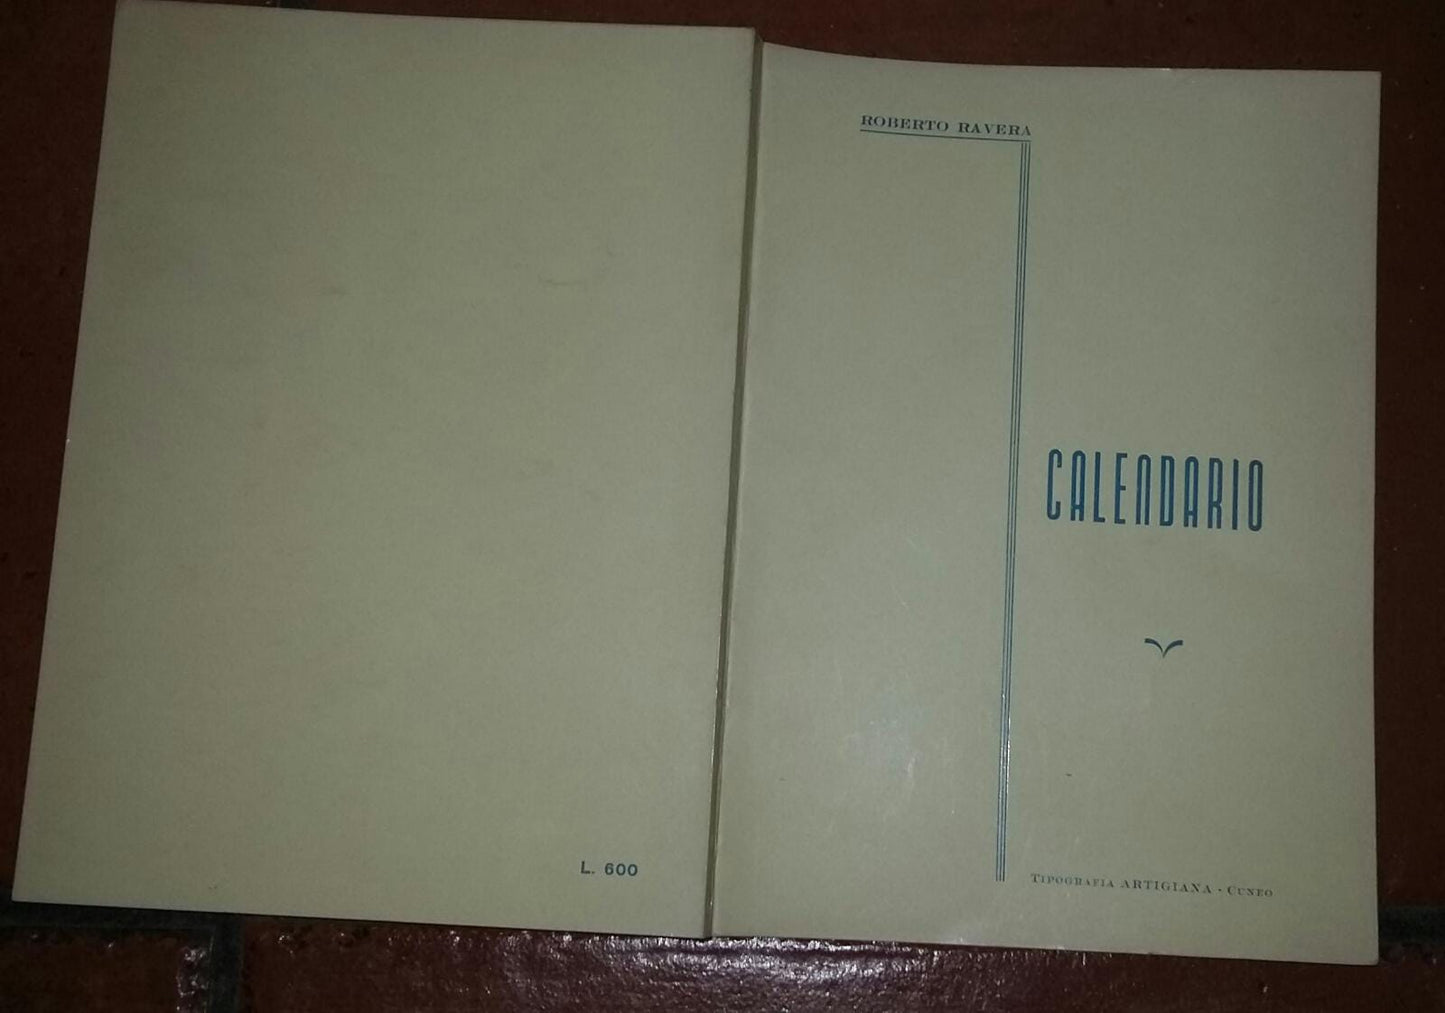 ROBERTO RAVERA
CALENDARIO
TIPOGRAFIA ARTIGIANA - CUNEO
L. 600